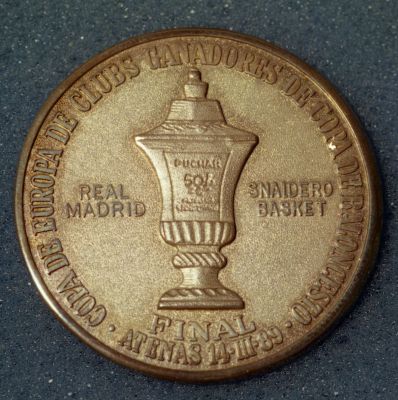 COPA DE EUROPA DE CLUBS GANADORES DE COPA DE BALONCESTO
PUCHAR
REAL
MADRID
SNAIDERO
BASKET
FINAL
· ATENAS 14-III-89 ·